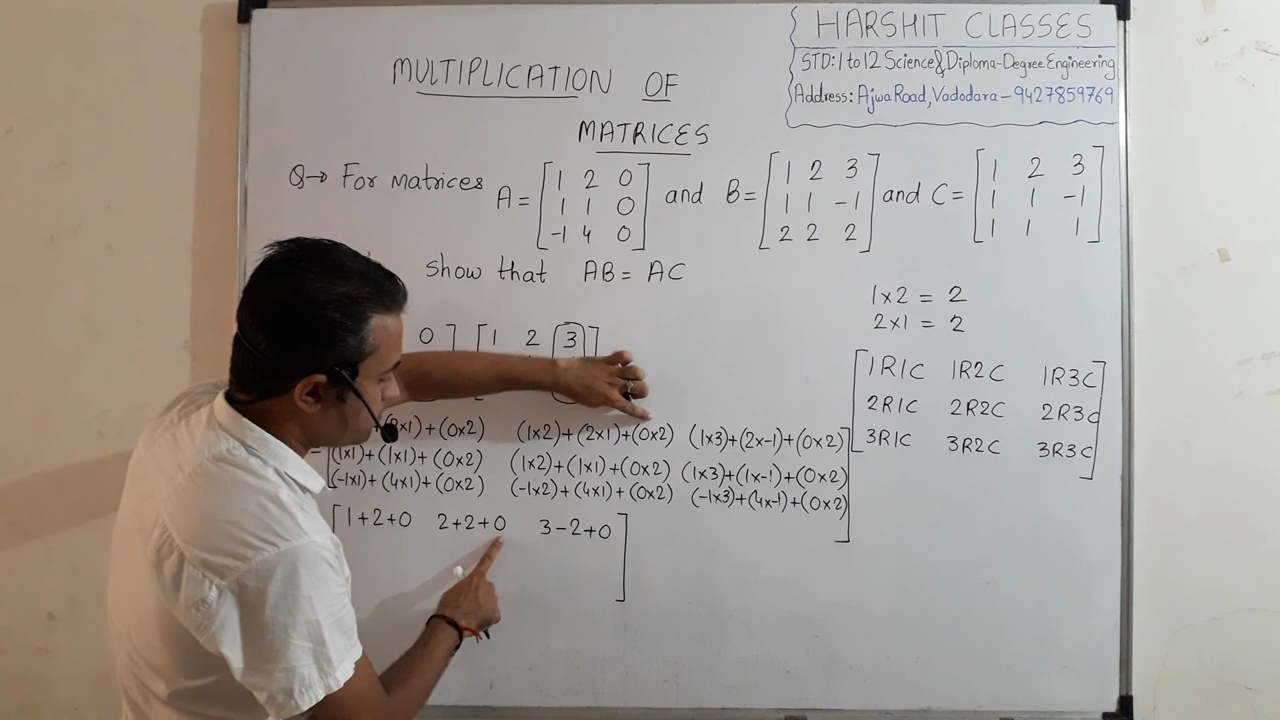 HARSHIT CLASSES
STD: 1 to 12 Science & Diploma-Degree Engineering
Address: Ajwa Road, Vadodara - 9427859769
MULTIPLICATION OF
MATRICES
Q→ For matrices A = [1 2 0 and B = [1 2 3] and C = [1 2 3]
1 1 0 1 1 -1 1 1 -1
-1 4 0] 2 2 2] 1 1 1]
show that AB = AC
1x2 = 2
2x1 = 2
0] [1 2 3]
[1R1C 1R2C 1R3C]
2R1C 2R2C 2R3C
3R1C 3R2C 3R3C]
x1)+(0x2) (1x2)+(2x1)+(0x2) (1x3)+(2x-1)+(0x2)]
[(1x1)+(1x1)+(0x2) (1x2)+(1x1)+(0x2) (1x3)+(1x-1)+(0x2)
(-1x1)+(4x1)+(0x2) (-1x2)+(4x1)+(0x2) (-1x3)+(4x-1)+(0x2)
[1+2+0 2+2+0 3-2+0]